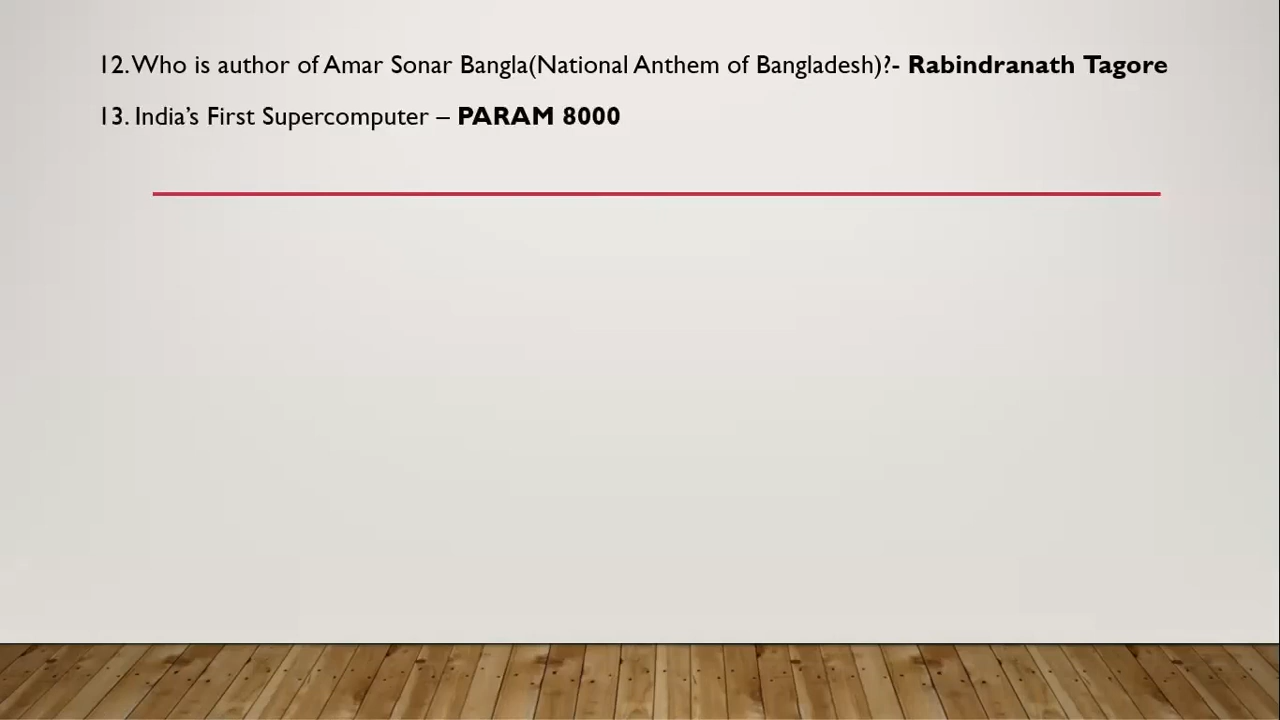 12. Who is author of Amar Sonar Bangla(National Anthem of Bangladesh)?- Rabindranath Tagore
13. India's First Supercomputer – PARAM 8000